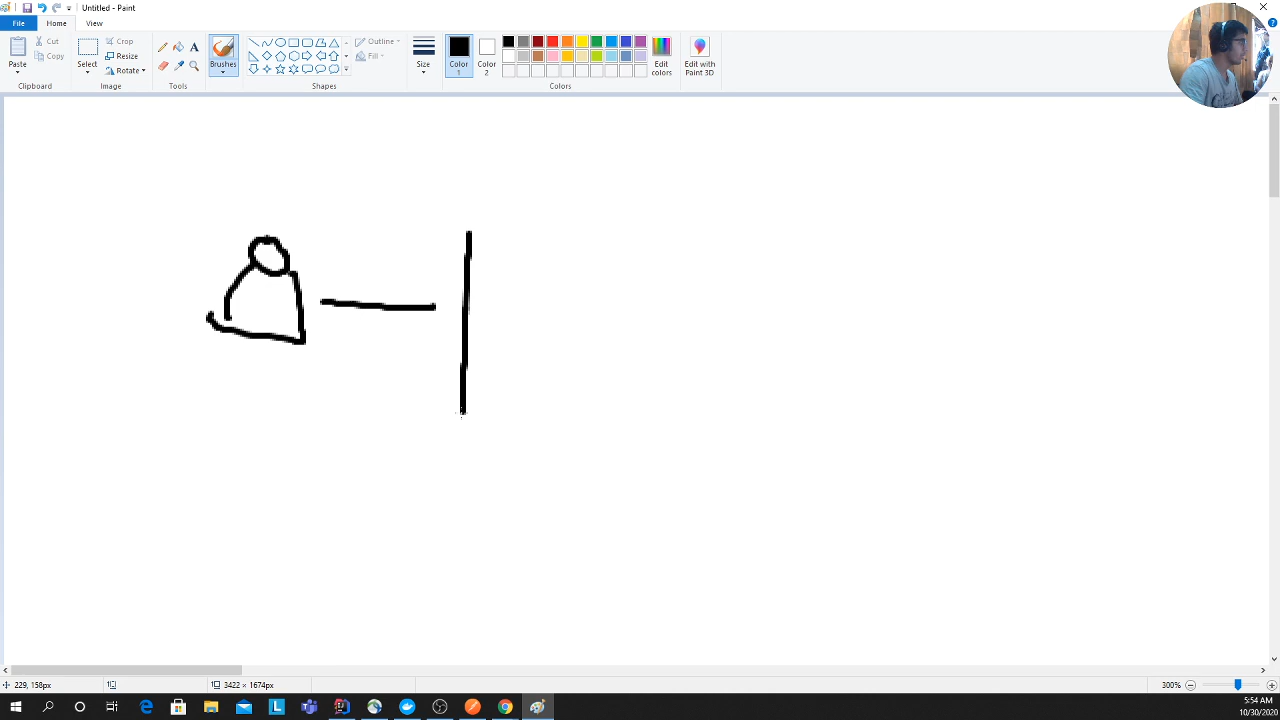 Untitled - Paint
File Home View
Paste
Cut
Copy
Clipboard
Select
Crop
Resize
Rotate
Image
A
Tools
Brushes
Shapes
Outline
Fill
Size
Color 1
Color 2
Edit colors
Colors
Edit with Paint 3D
229, 158px
3422 × 1674px
300%
5:54 AM
10/30/2020